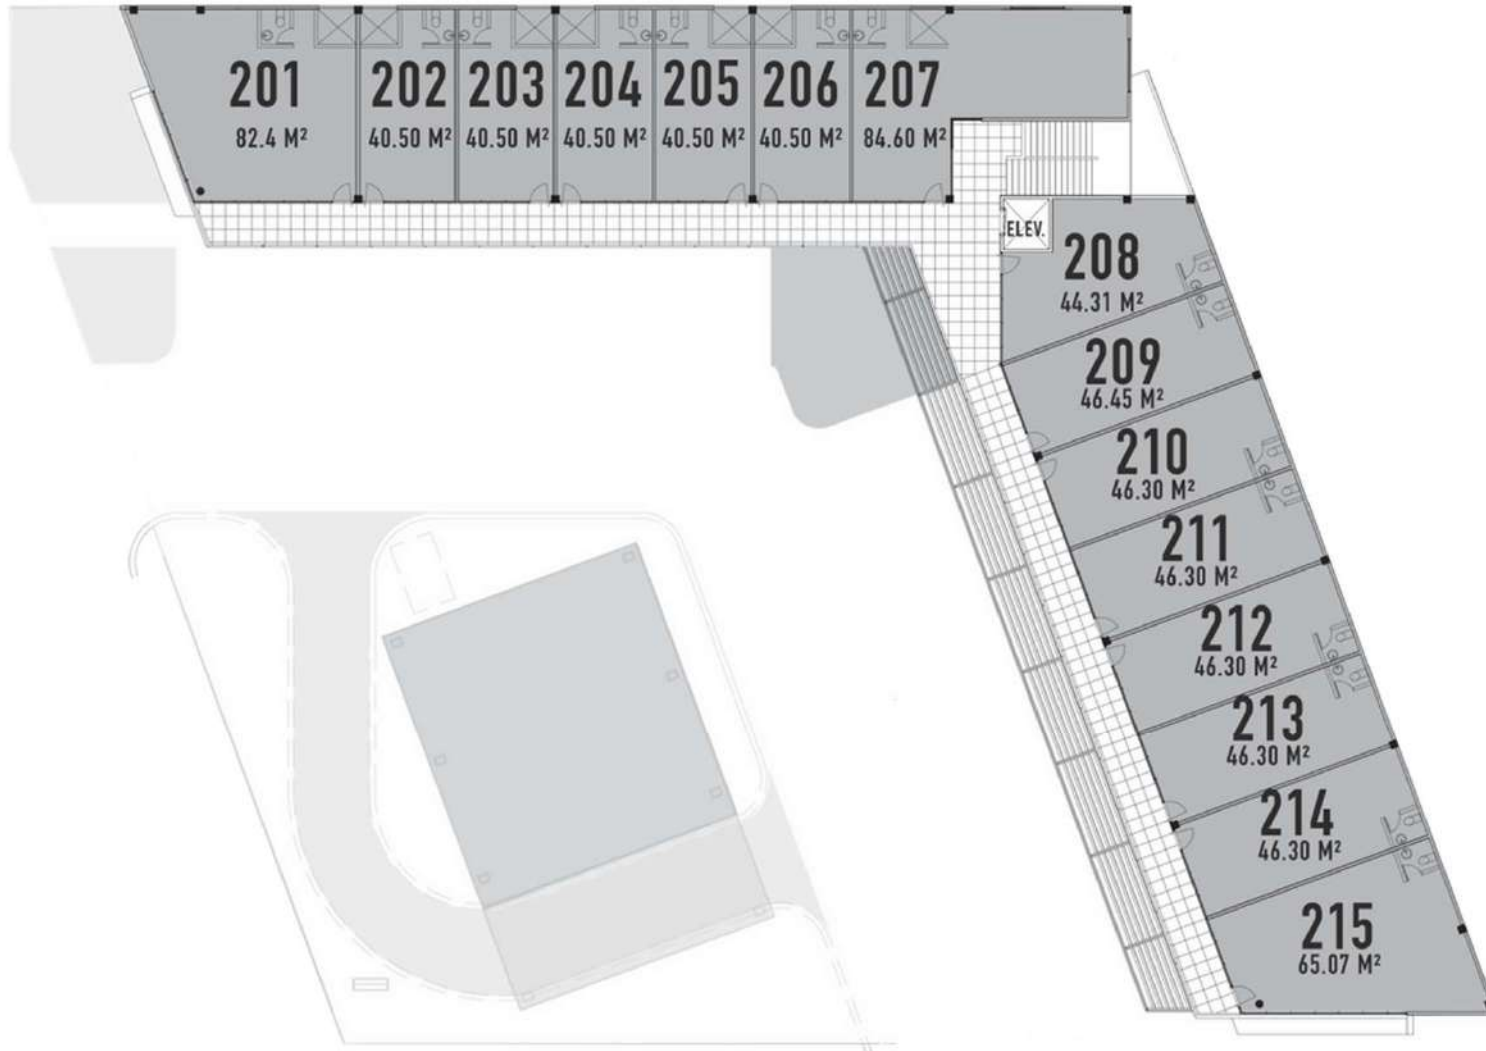 201
82.4 M²
202
40.50 M²
203
40.50 M²
204
40.50 M²
205
40.50 M²
206
40.50 M²
207
84.60 M²
ELEV.
208
44.31 M²
209
46.45 M²
210
46.30 M²
211
46.30 M²
212
46.30 M²
213
46.30 M²
214
46.30 M²
215
65.07 M²